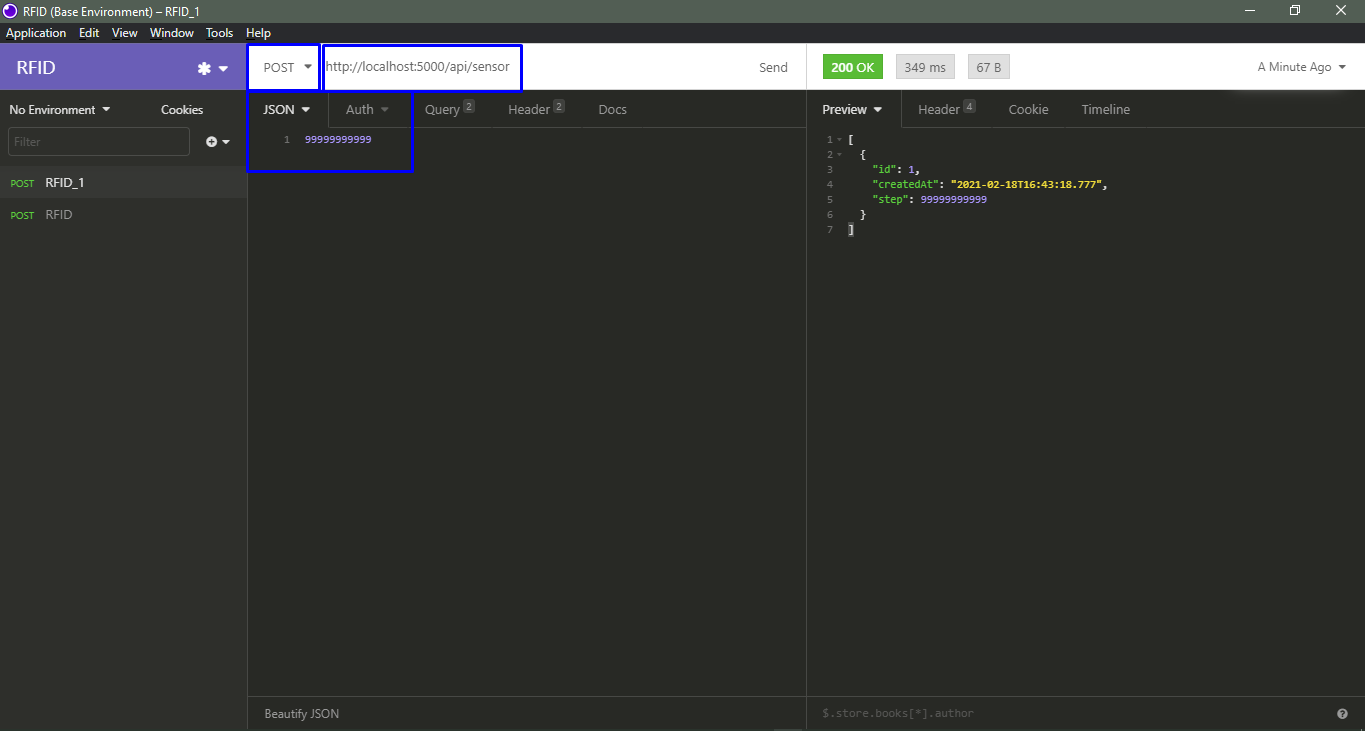 RFID (Base Environment) – RFID_1
Application Edit View Window Tools Help
RFID
POST http://localhost:5000/api/sensor Send
200 OK 349 ms 67 B A Minute Ago
No Environment Cookies
JSON Auth Query 2 Header 2 Docs
Preview Header 4 Cookie Timeline
Filter
POST RFID_1
POST RFID
1 99999999999
1 [
2 {
3 "id": 1,
4 "createdAt": "2021-02-18T16:43:18.777",
5 "step": 99999999999
6 }
7 ]
Beautify JSON
$.store.books[*].author